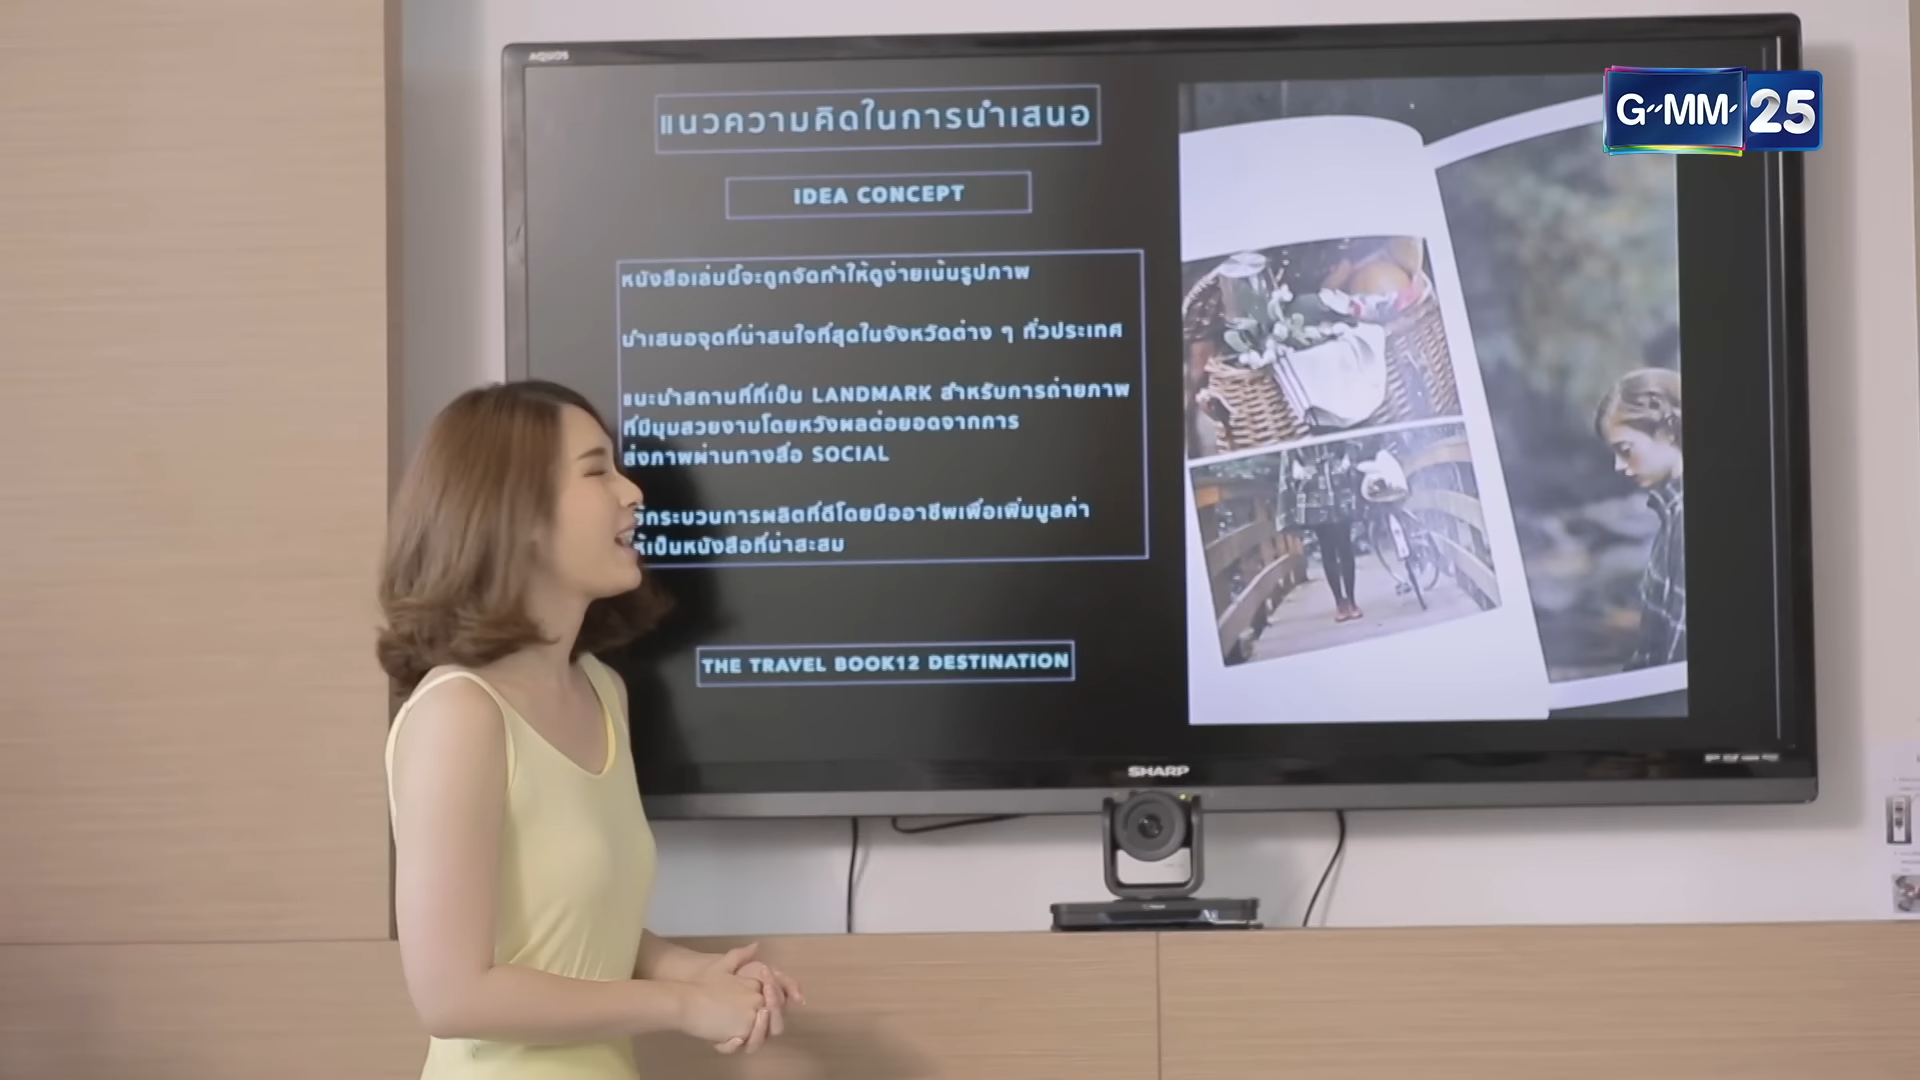 AQUOS
GMM 25
แนวความคิดในการนำเสนอ
IDEA CONCEPT
หนังสือเล่มนี้จะถูกจัดทำให้ดูง่ายเน้นรูปภาพ
นำเสนอจุดที่น่าสนใจที่สุดในจังหวัดต่าง ๆ ทั่วประเทศ
แนะนำสถานที่ที่เป็น LANDMARK สำหรับการถ่ายภาพ
ที่มีมุมสวยงามโดยหวังผลต่อยอดจากการ
ส่งภาพผ่านทางสื่อ SOCIAL
กระบวนการผลิตที่ดีโดยมืออาชีพเพื่อเพิ่มมูลค่า
ให้เป็นหนังสือที่น่าสะสม
THE TRAVEL BOOK12 DESTINATION
SHARP